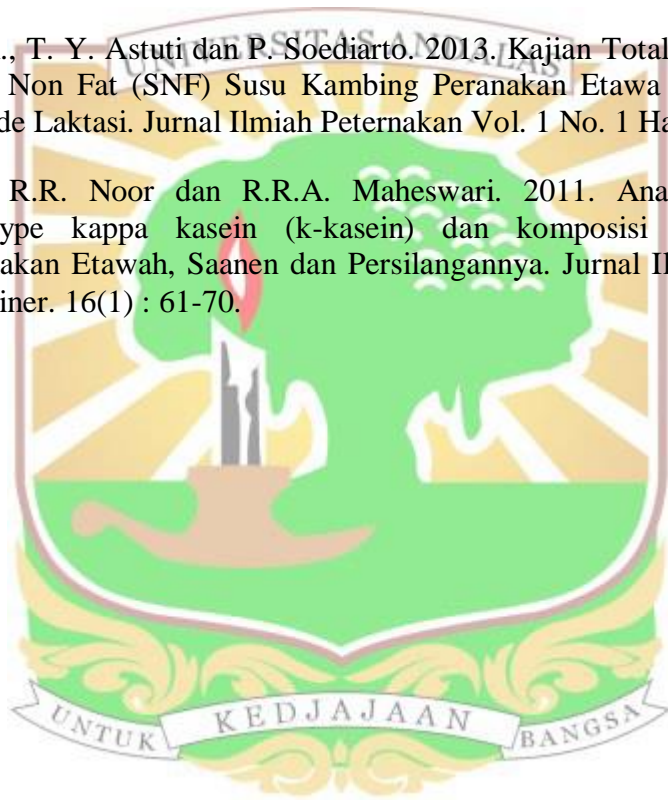 ., T. Y. Astuti dan P. Soediarto. 2013. Kajian Total
UNIVERSITAS ANDALAS
Non Fat (SNF) Susu Kambing Peranakan Etawa
de Laktasi. Jurnal Ilmiah Peternakan Vol. 1 No. 1 Ha
R.R. Noor dan R.R.A. Maheswari. 2011. Ana
ype kappa kasein (k-kasein) dan komposisi
akan Etawah, Saanen dan Persilangannya. Jurnal Il
iner. 16(1) : 61-70.
UNTUK KEDJAJAAN BANGSA